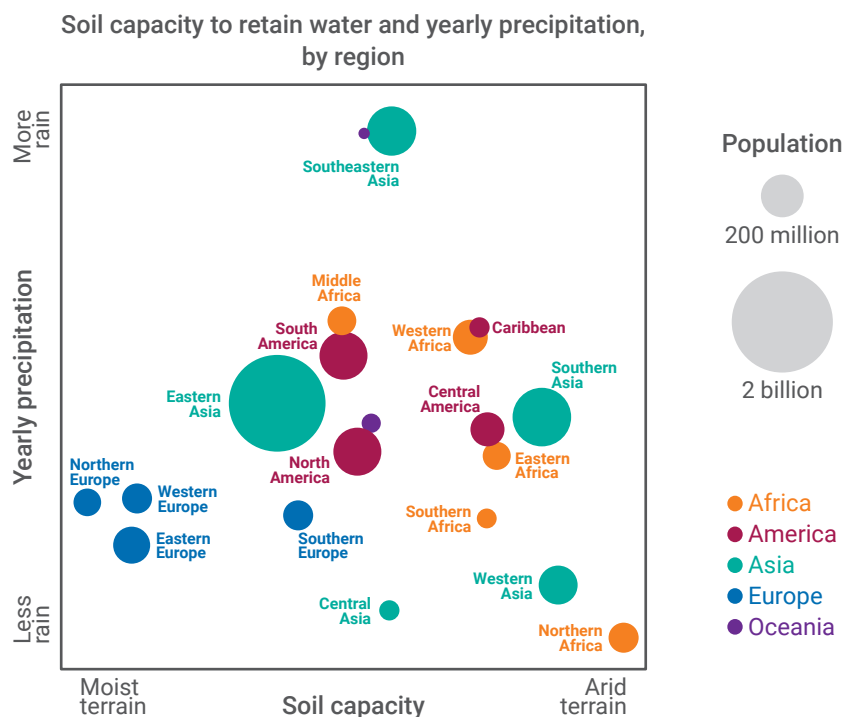 Soil capacity to retain water and yearly precipitation,
by region
More
rain
Yearly precipitation
Less
rain
Southeastern
Asia
Middle
Africa
South
America
Western
Africa
Caribbean
Southern
Asia
Eastern
Asia
Central
America
North
America
Eastern
Africa
Northern
Europe
Western
Europe
Eastern
Europe
Southern
Europe
Southern
Africa
Western
Asia
Central
Asia
Northern
Africa
Moist
terrain
Soil capacity
Arid
terrain
Population
200 million
2 billion
Africa
America
Asia
Europe
Oceania